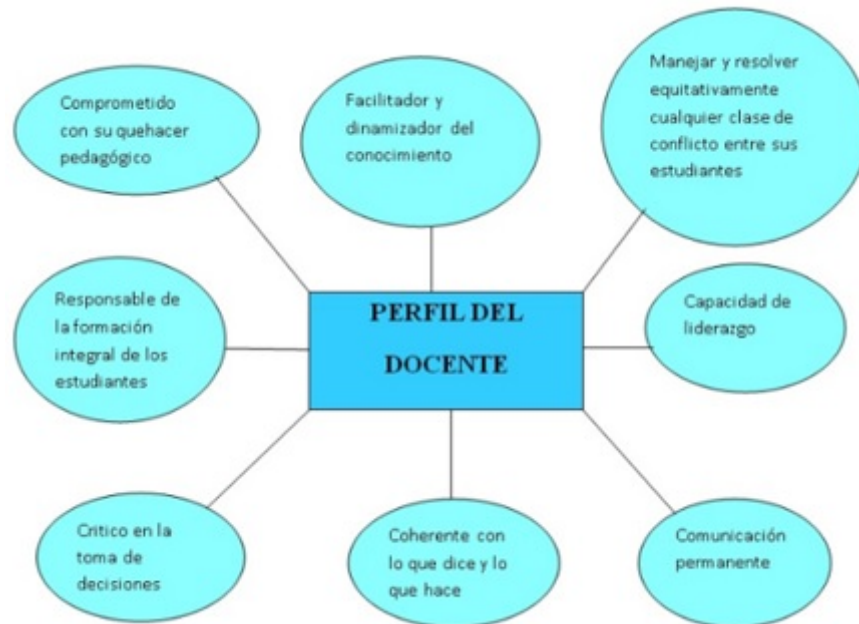 Comprometido
con su quehacer
pedagógico
Facilitador y
dinamizador del
conocimiento
Manejar y resolver
equitativamente
cualquier clase de
conflicto entre sus
estudiantes
Responsable de
la formación
integral de los
estudiantes
PERFIL DEL
DOCENTE
Capacidad de
liderazgo
Critico en la
toma de
decisiones
Coherente con
lo que dice y lo
que hace
Comunicación
permanente